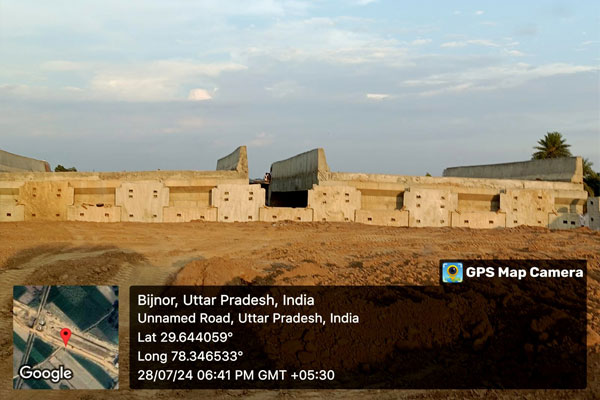 GPS Map Camera
Bijnor, Uttar Pradesh, India
Unnamed Road, Uttar Pradesh, India
Lat 29.644059°
Long 78.346533°
28/07/24 06:41 PM GMT +05:30
Google